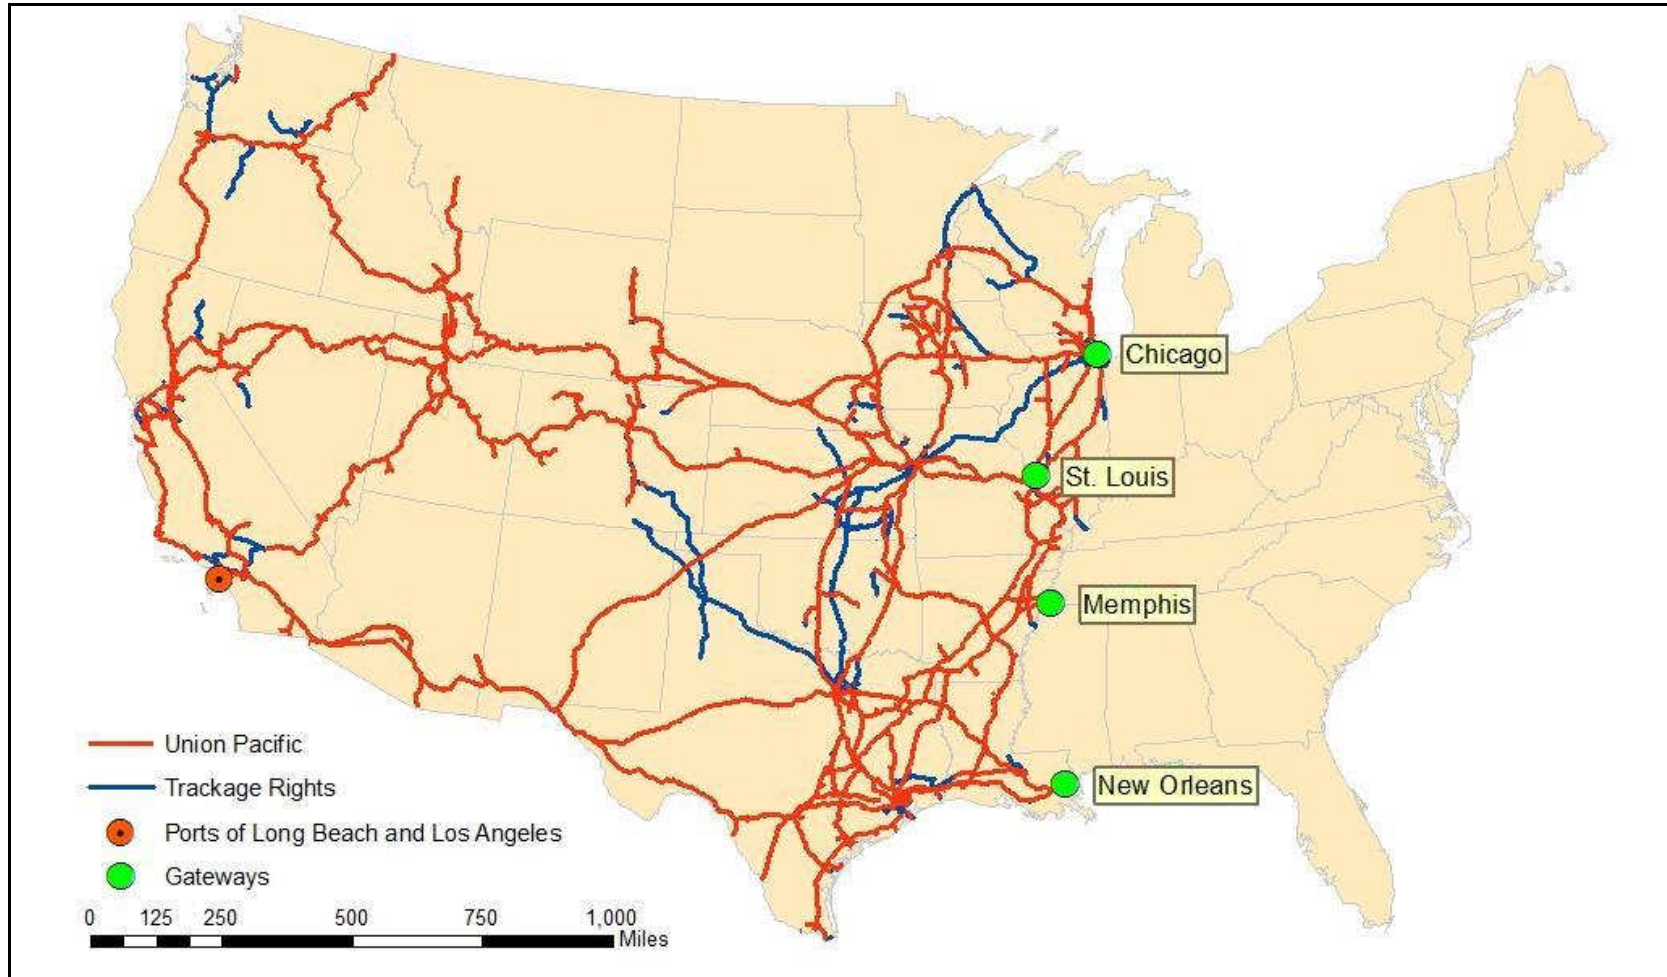 Chicago
St. Louis
Memphis
New Orleans
Union Pacific
Trackage Rights
Ports of Long Beach and Los Angeles
Gateways
0 125 250 500 750 1,000
Miles